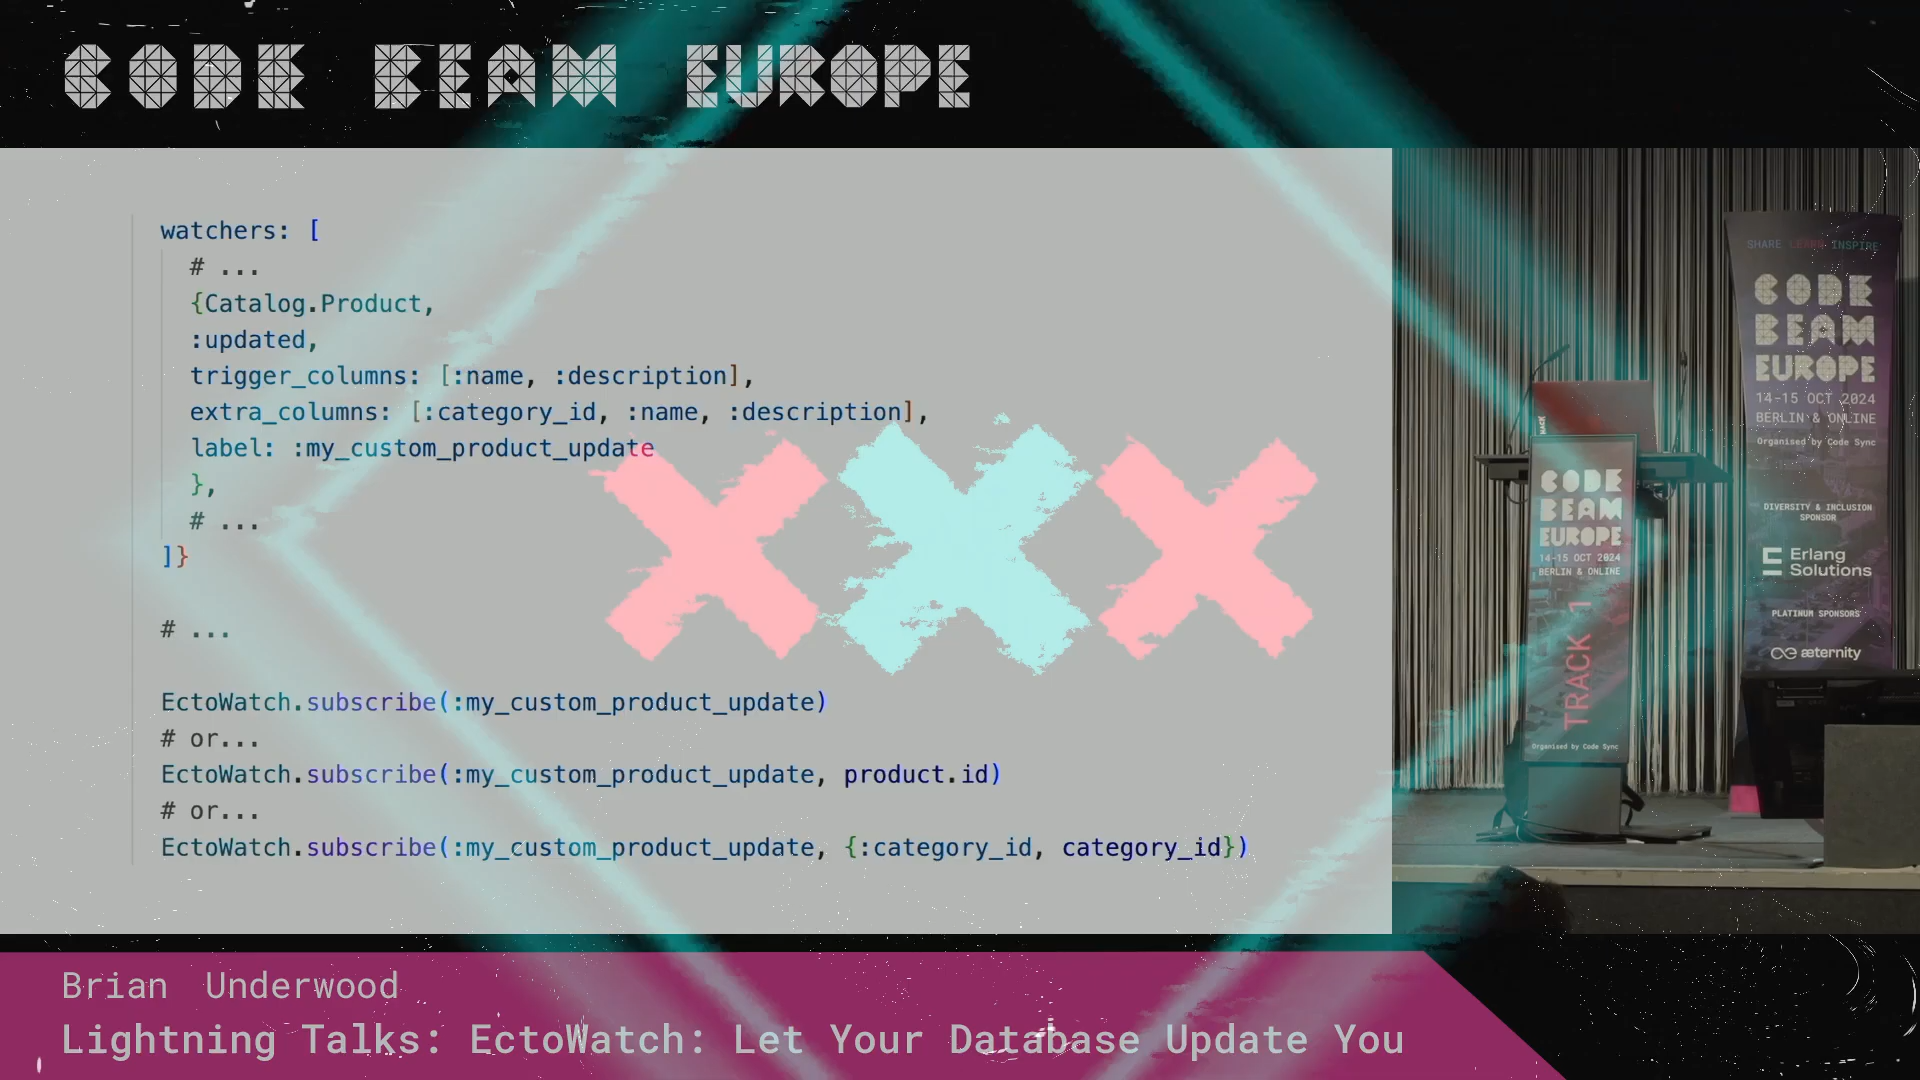 CODE BEAM EUROPE
watchers: [
# ...
{Catalog.Product,
:updated,
trigger_columns: [:name, :description],
extra_columns: [:category_id, :name, :description],
label: :my_custom_product_update
},
# ...
]}
# ...
EctoWatch.subscribe(:my_custom_product_update)
# or...
EctoWatch.subscribe(:my_custom_product_update, product.id)
# or...
EctoWatch.subscribe(:my_custom_product_update, {:category_id, category_id})
SHARE LEARN INSPIRE
CODE
BEAM
EUROPE
14-15 OCT 2024
BERLIN & ONLINE
Organised by Code Sync
DIVERSITY & INCLUSION
SPONSOR
Erlang
Solutions
PLATINUM SPONSORS
æternity
CODE
BEAM
EUROPE
14-15 OCT 2024
BERLIN & ONLINE
TRACK 1
Organised by Code Sync
Brian Underwood
Lightning Talks: EctoWatch: Let Your Database Update You